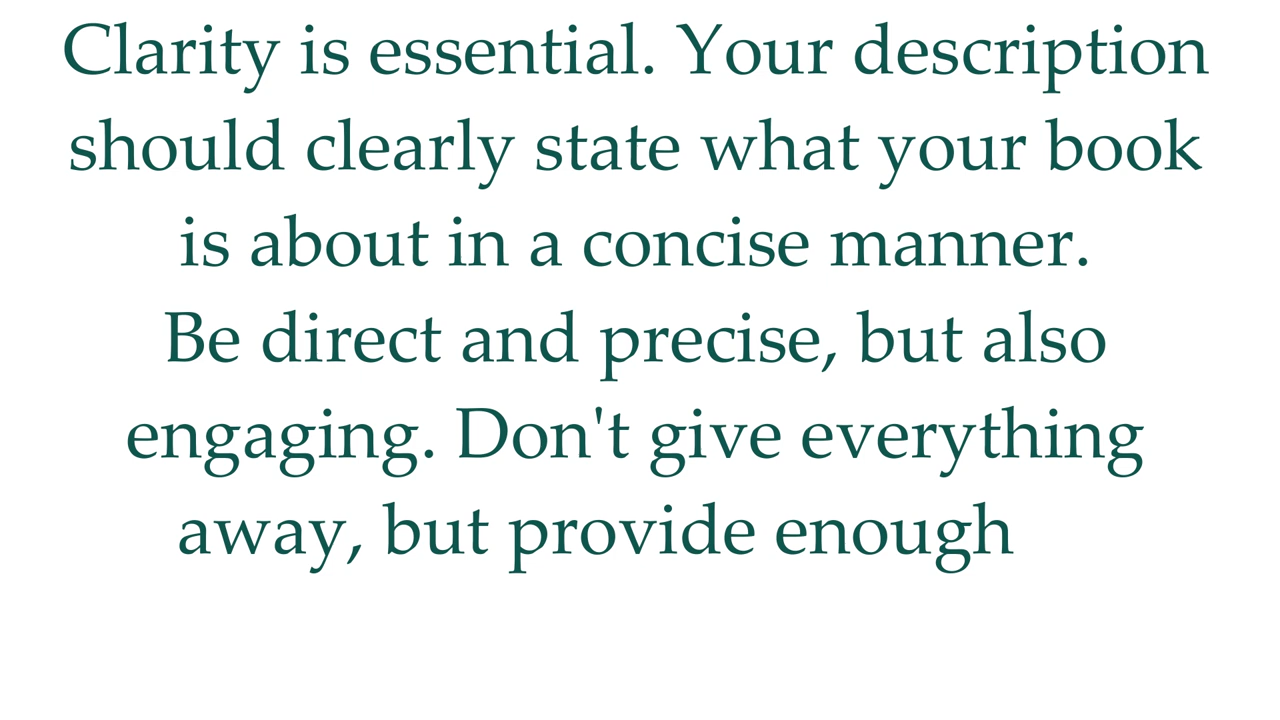 Clarity is essential. Your description
should clearly state what your book
is about in a concise manner.
Be direct and precise, but also
engaging. Don't give everything
away, but provide enough